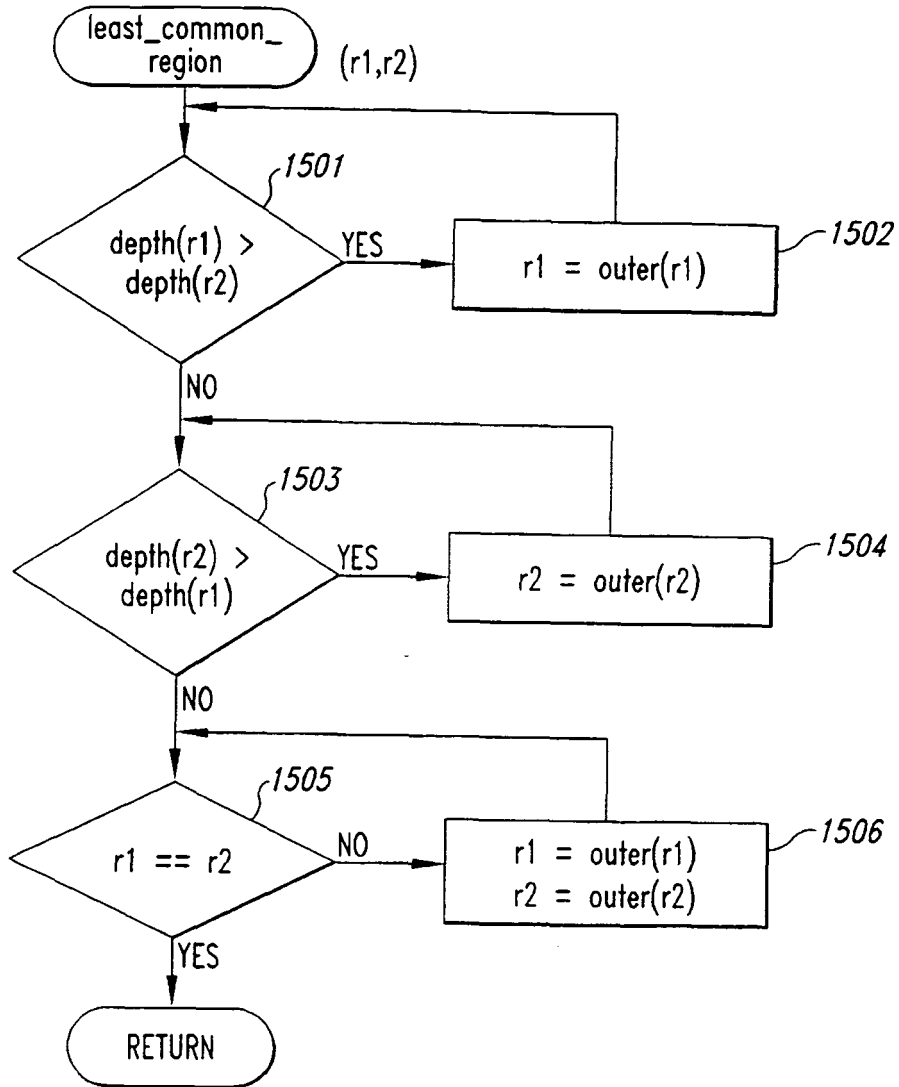 least_common_
region
(r1,r2)
1501
depth(r1) >
depth(r2)
YES
1502
r1 = outer(r1)
NO
1503
depth(r2) >
depth(r1)
YES
1504
r2 = outer(r2)
NO
1505
r1 == r2
NO
1506
r1 = outer(r1)
r2 = outer(r2)
YES
RETURN